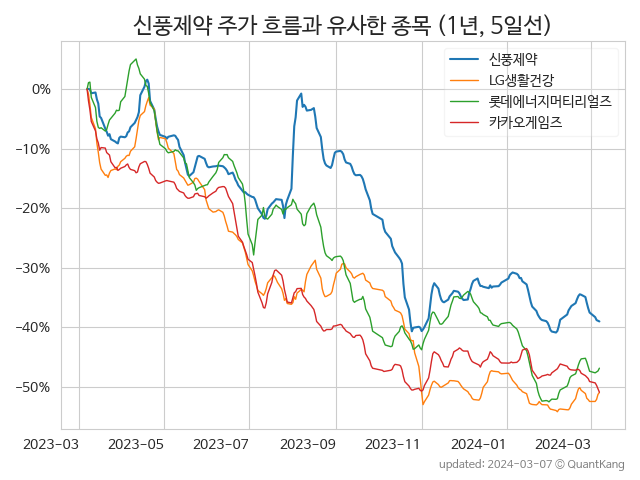 신풍제약 주가 흐름과 유사한 종목 (1년, 5일선)
신풍제약
LG생활건강
롯데에너지머티리얼즈
카카오게임즈
0%
−10%
−20%
−30%
−40%
−50%
2023-03 2023-05 2023-07 2023-09 2023-11 2024-01 2024-03
updated: 2024-03-07 © QuantKang